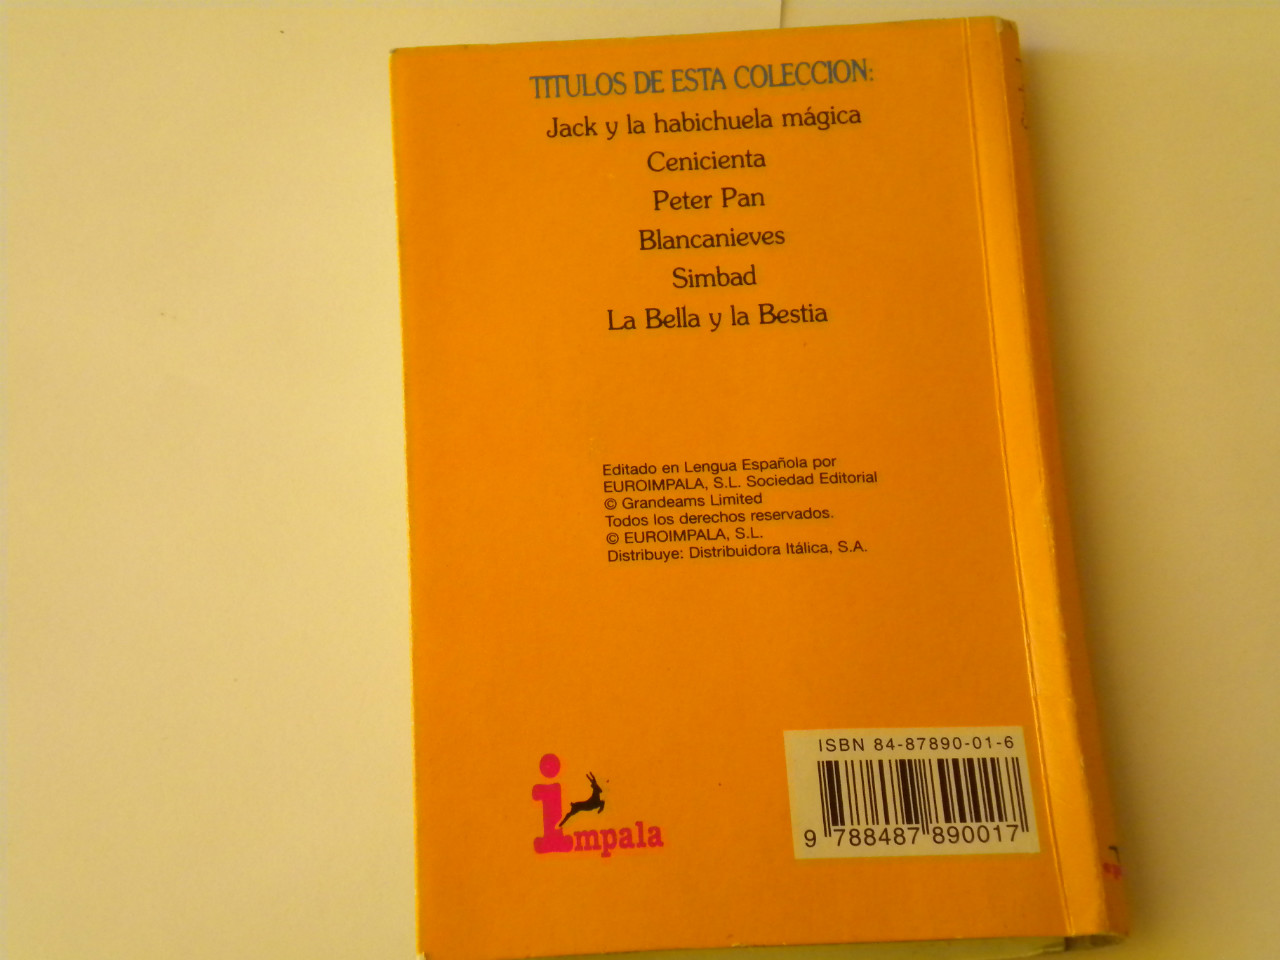 TITULOS DE ESTA COLECCION:
Jack y la habichuela mágica
Cenicienta
Peter Pan
Blancanieves
Simbad
La Bella y la Bestia
Editado en Lengua Española por
EUROIMPALA, S.L. Sociedad Editorial
© Grandeams Limited
Todos los derechos reservados.
© EUROIMPALA, S.L.
Distribuye: Distribuidora Itálica, S.A.
impala
ISBN 84-87890-01-6
9 788487 890017